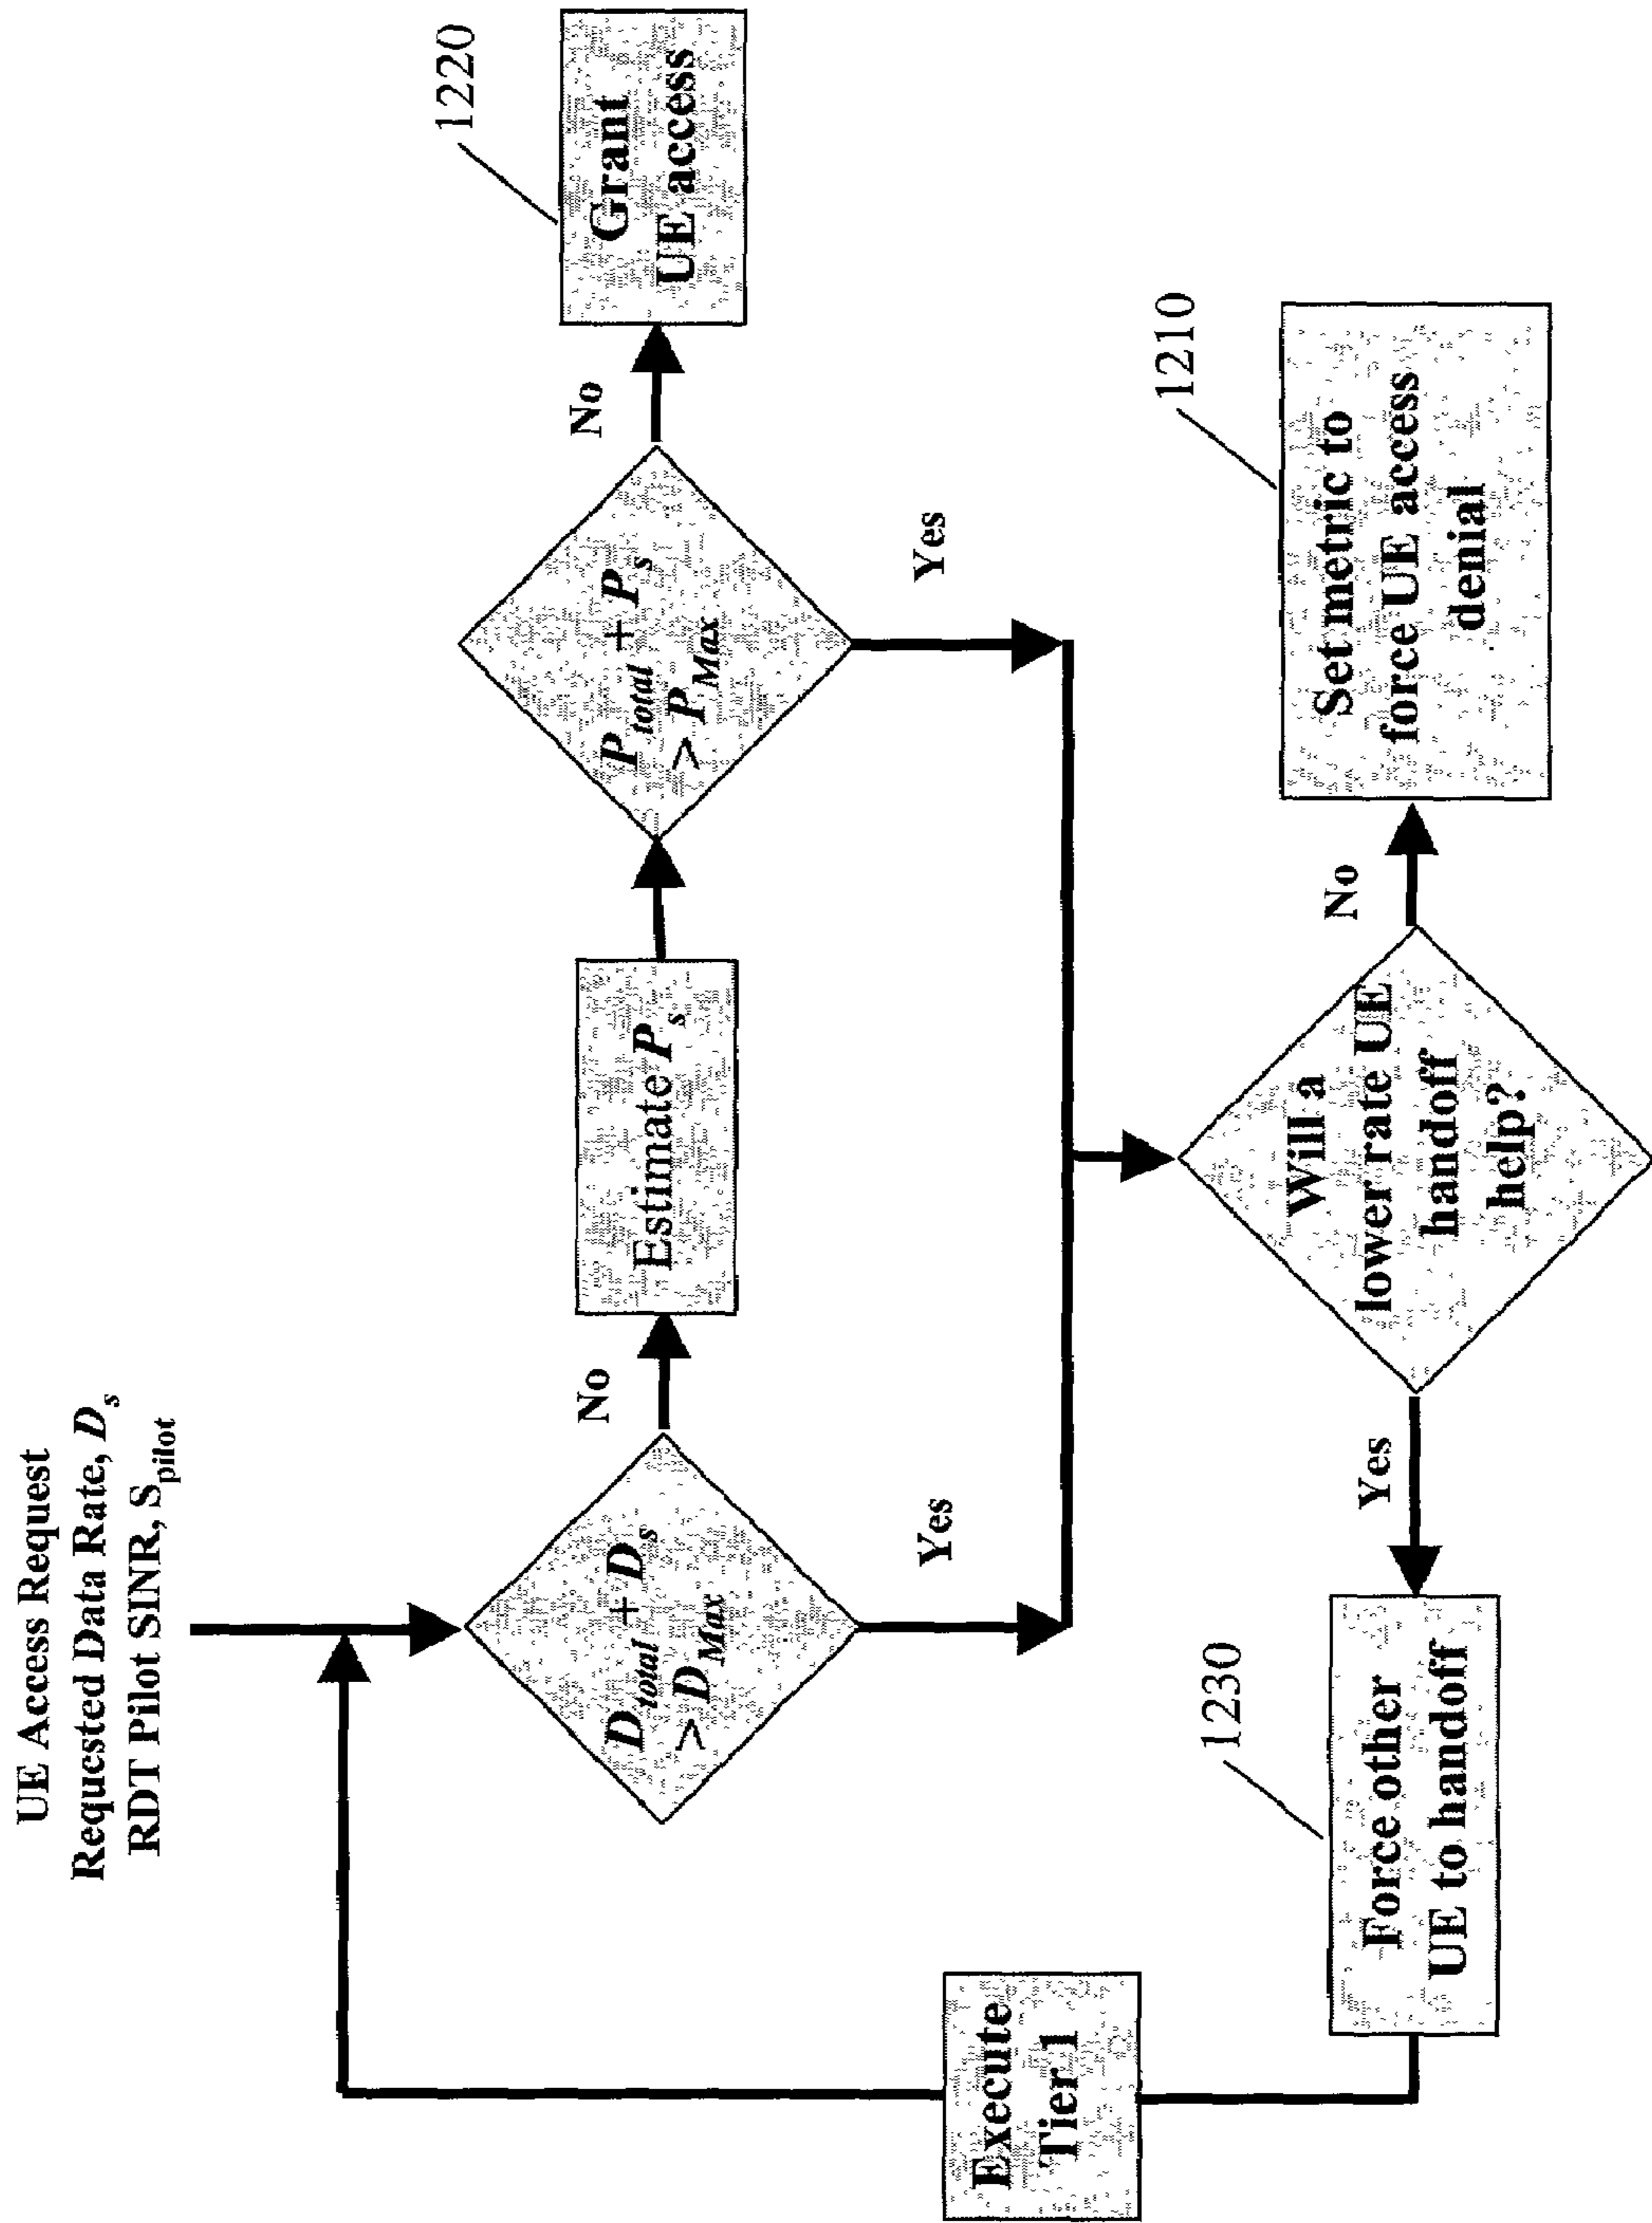 UE Access Request
Requested Data Rate, D_s
RDT Pilot SINR, S_pilot
D_total + D_s
> D_Max
No
Yes
Estimate P_s
P_total + P_s
> P_Max
No
Yes
Grant
UE access
1220
Will a
lower rate UE
handoff
help?
No
Yes
Set metric to
force UE access
denial
1210
Force other
UE to handoff
1230
Execute
Tier 1